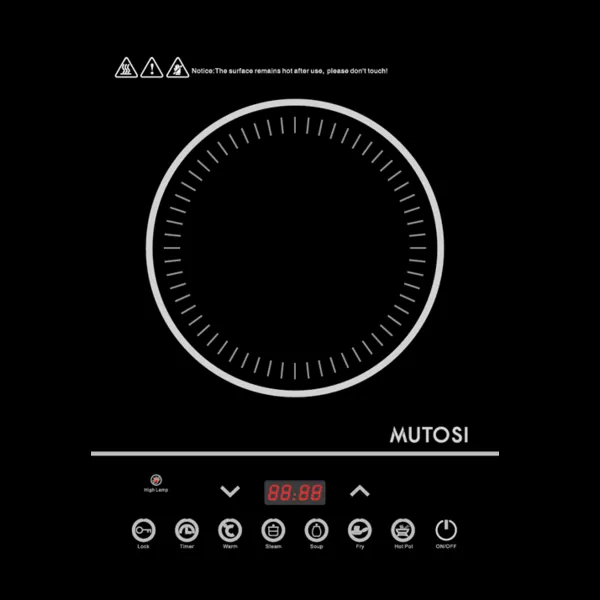 Notice:The surface remains hot after use, please don't touch!
MUTOSI
High Lamp
88:88
Lock Timer Warm Steam Soup Fry Hot Pot ON/OFF